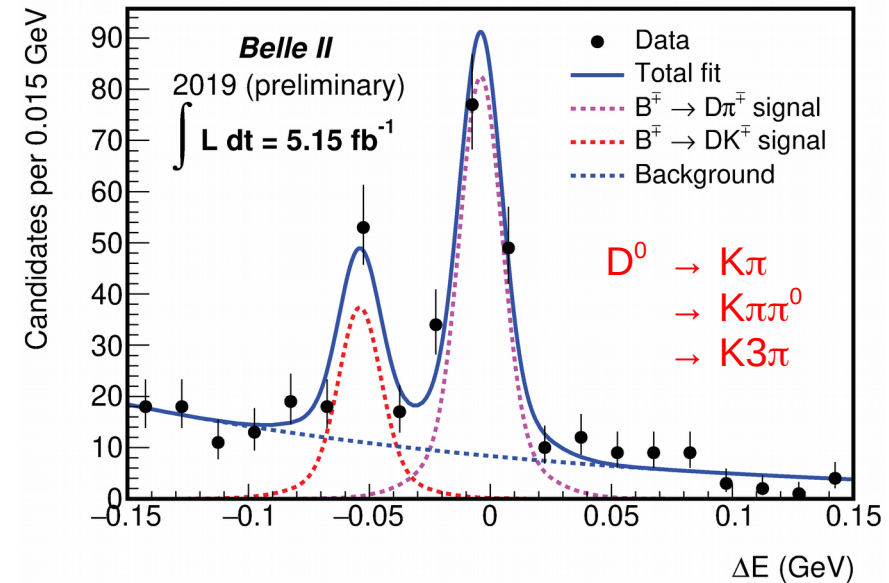 Candidates per 0.015 GeV
90
80
70
60
50
40
30
20
10
0
Belle II
2019 (preliminary)
∫ L dt = 5.15 fb⁻¹
Data
Total fit
B∓ → Dπ∓ signal
B∓ → DK∓ signal
Background
D⁰ → Kπ
→ Kππ⁰
→ K3π
−0.15 −0.1 −0.05 0 0.05 0.1 0.15
ΔE (GeV)